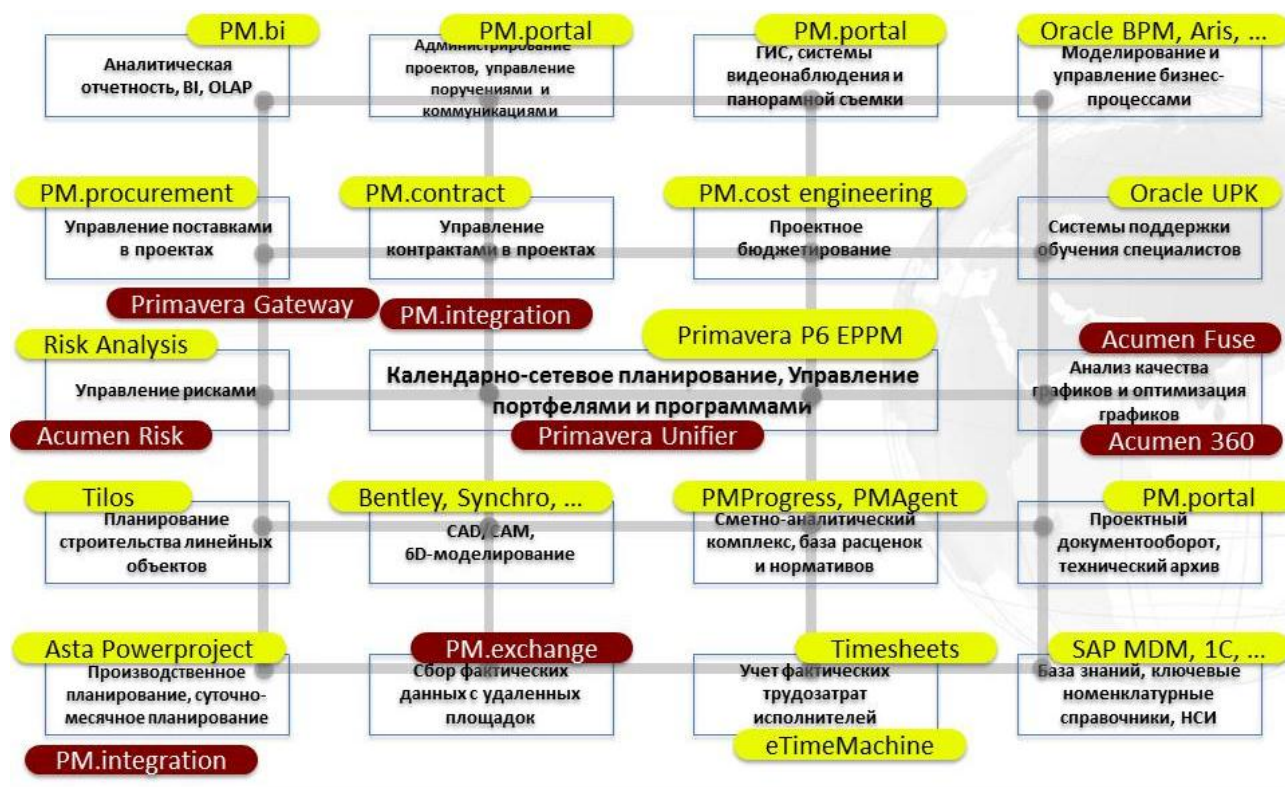 PM.bi
Аналитическая
отчетность, BI, OLAP
PM.portal
Администрирование
проектов, управление
поручениями и
коммуникациями
PM.portal
ГИС, системы
видеонаблюдения и
панорамной съемки
Oracle BPM, Aris, ...
Моделирование и
управление бизнес-
процессами
PM.procurement
Управление поставками
в проектах
PM.contract
Управление
контрактами в проектах
PM.cost engineering
Проектное
бюджетирование
Oracle UPK
Системы поддержки
обучения специалистов
Primavera Gateway
PM.integration
Risk Analysis
Управление рисками
Acumen Risk
Primavera P6 EPPM
Календарно-сетевое планирование, Управление
портфелями и программами
Primavera Unifier
Acumen Fuse
Анализ качества
графиков и оптимизация
графиков
Acumen 360
Tilos
Планирование
строительства линейных
объектов
Bentley, Synchro, ...
CAD/CAM,
6D-моделирование
PMProgress, PMAgent
Сметно-аналитический
комплекс, база расценок
и нормативов
PM.portal
Проектный
документооборот,
технический архив
Asta Powerproject
Производственное
планирование, суточно-
месячное планирование
PM.integration
PM.exchange
Сбор фактических
данных с удаленных
площадок
Timesheets
Учет фактических
трудозатрат
исполнителей
eTimeMachine
SAP MDM, 1C, ...
База знаний, ключевые
номенклатурные
справочники, НСИ